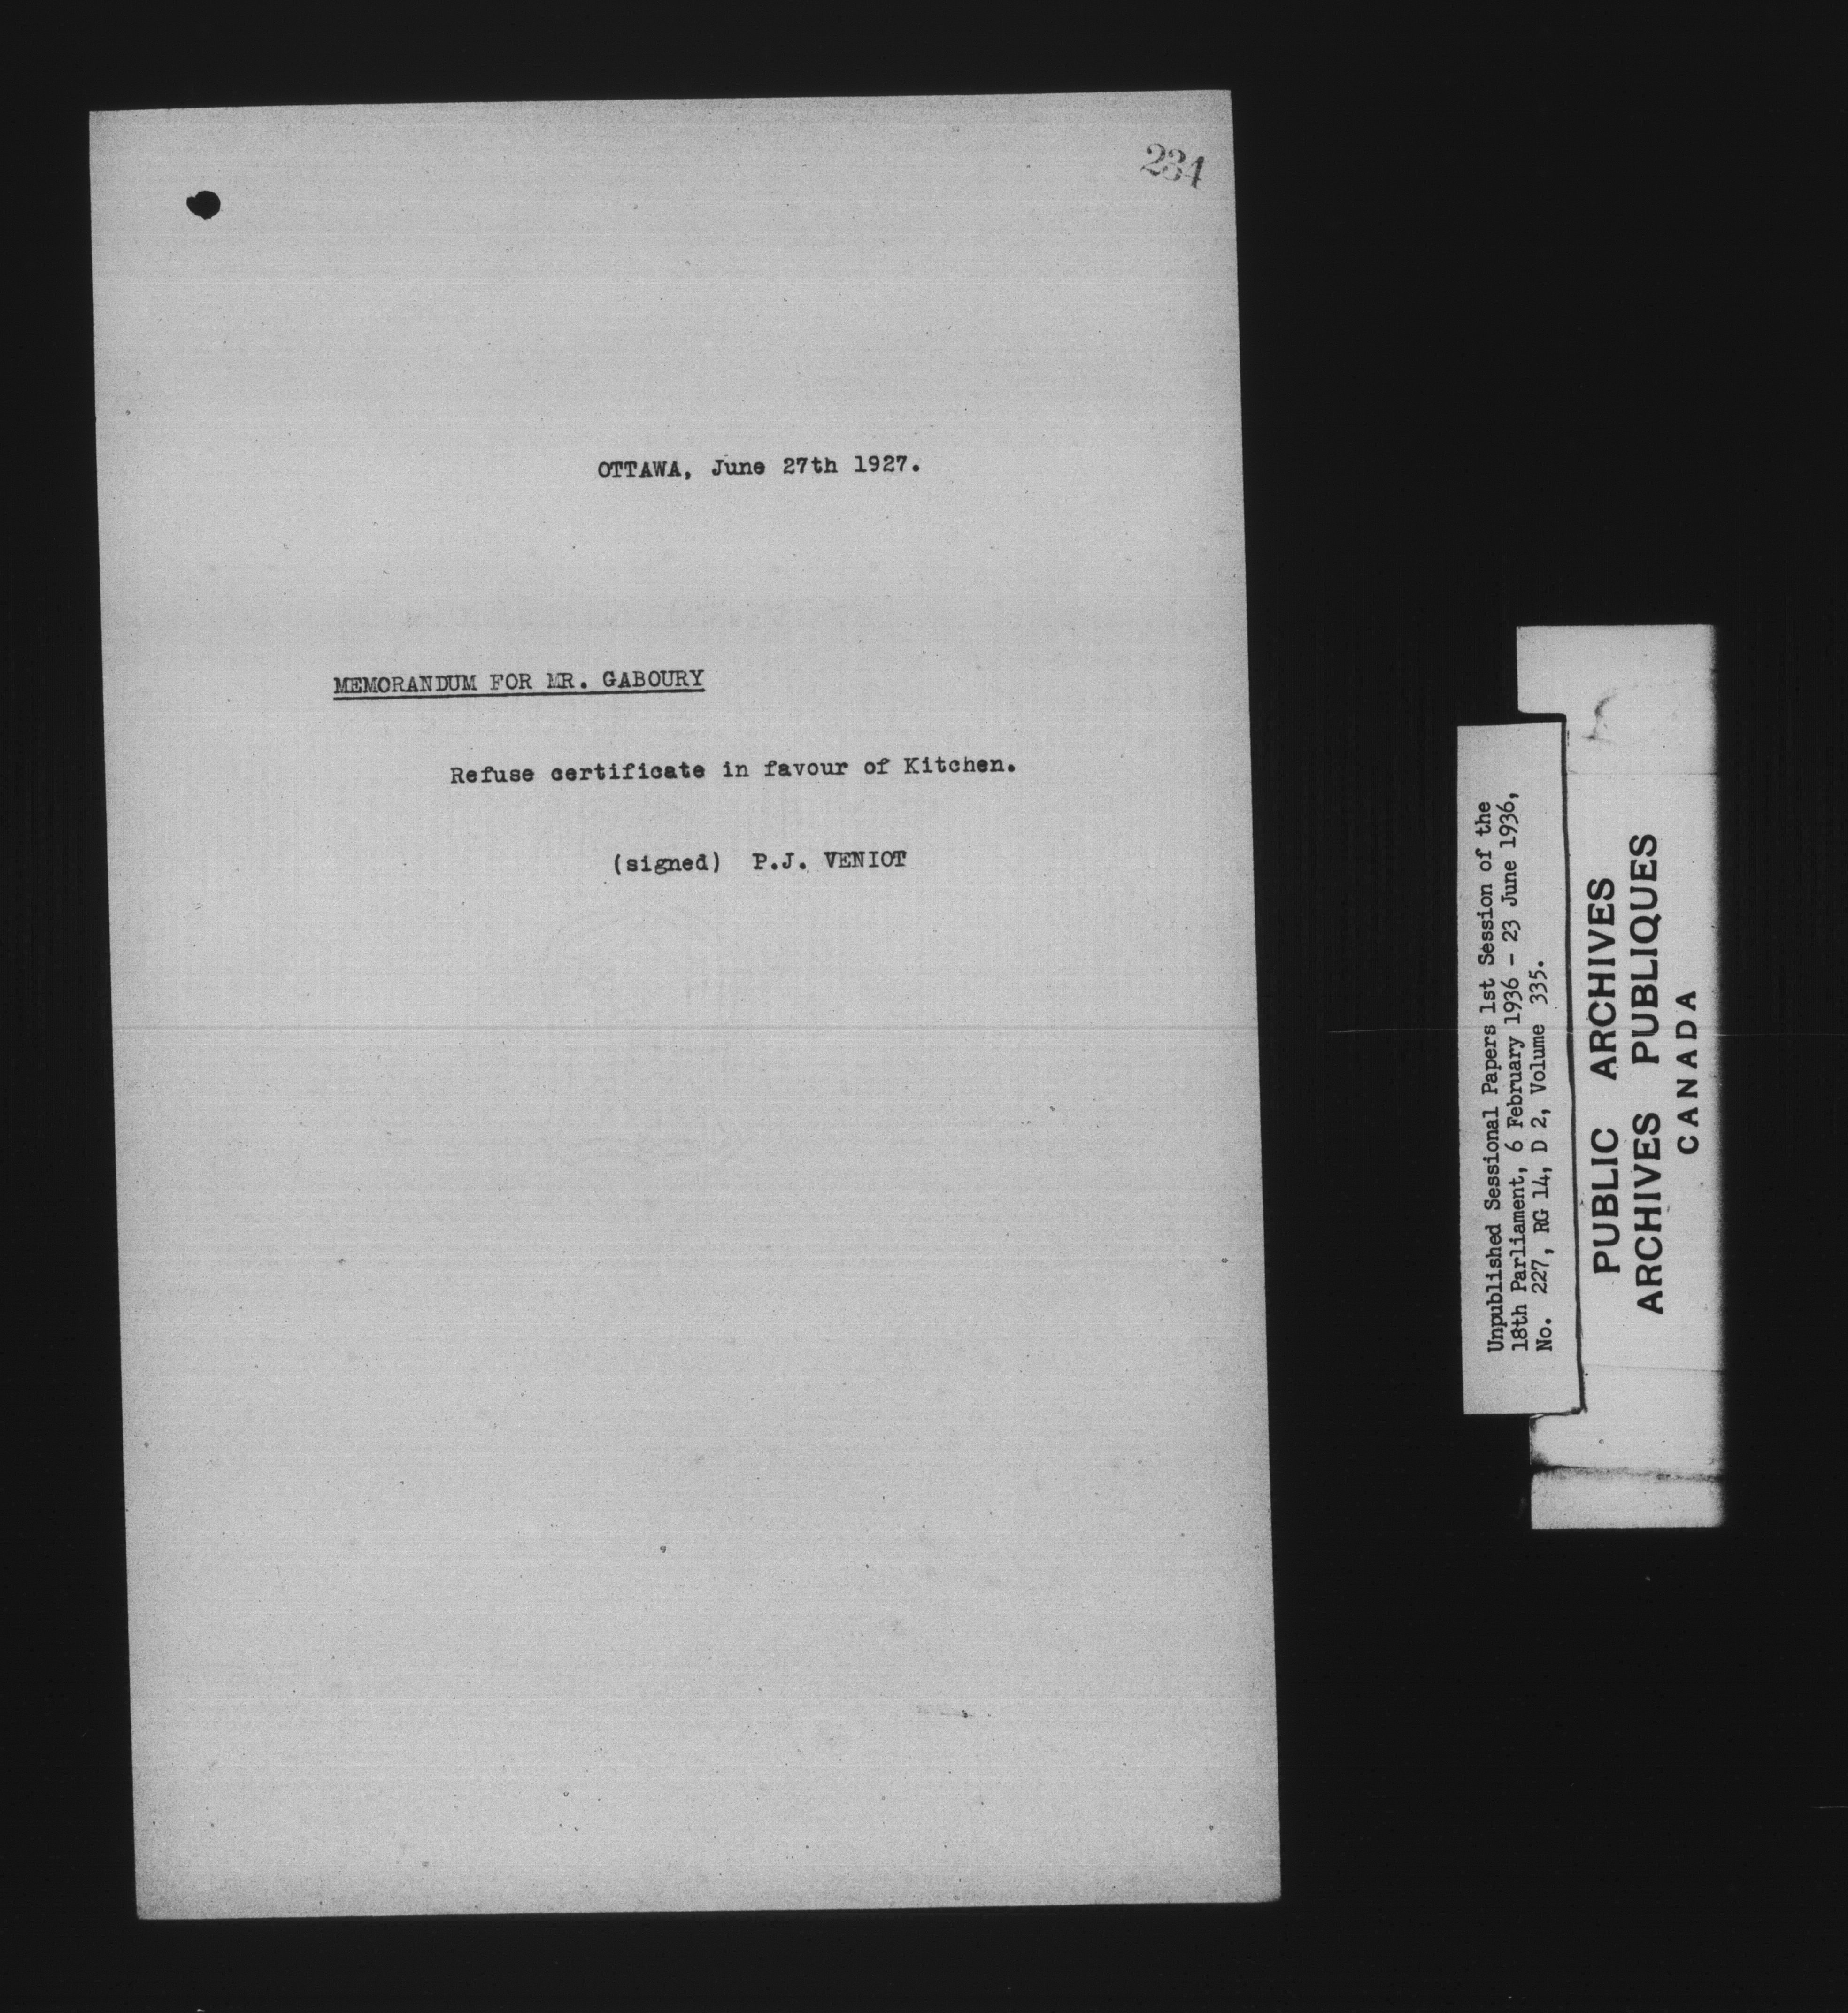 234
OTTAWA, June 27th 1927.
MEMORANDUM FOR MR. GABOURY
Refuse certificate in favour of Kitchen.
(signed) P.J. VENIOT
Unpublished Sessional Papers 1st Session of the
18th Parliament, 6 February 1936 - 23 June 1936,
No. 227, RG 14, D 2, Volume 335.
PUBLIC ARCHIVES
ARCHIVES PUBLIQUES
CANADA